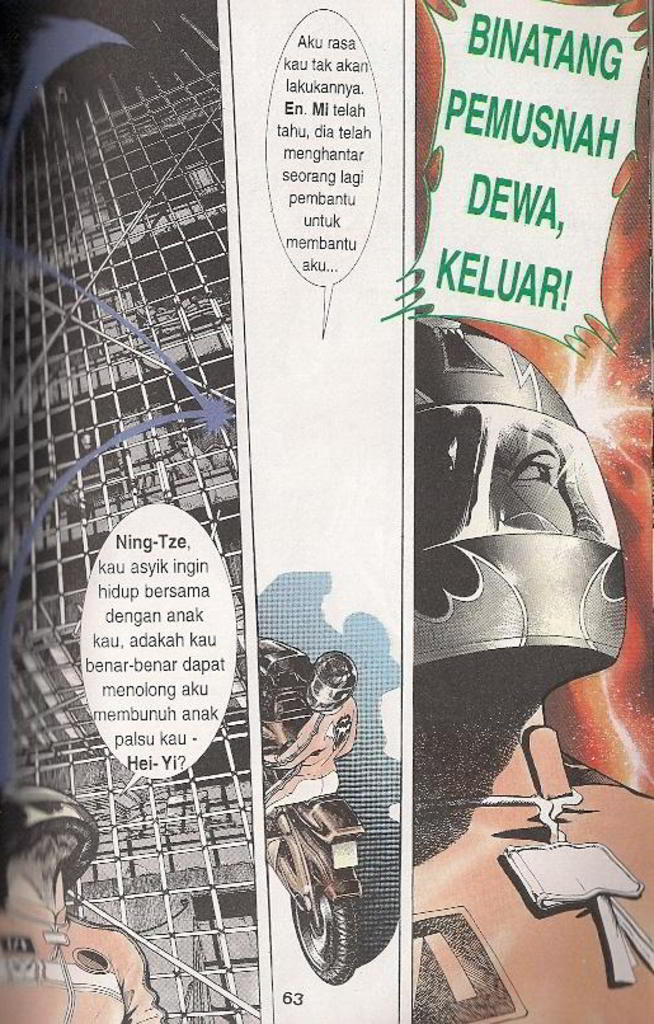 Ning-Tze,
kau asyik ingin
hidup bersama
dengan anak
kau, adakah kau
benar-benar dapat
menolong aku
membunuh anak
palsu kau -
Hei-Yi?
Aku rasa
kau tak akan
lakukannya.
En. Mi telah
tahu, dia telah
menghantar
seorang lagi
pembantu
untuk
membantu
aku...
BINATANG
PEMUSNAH
DEWA,
KELUAR!
63